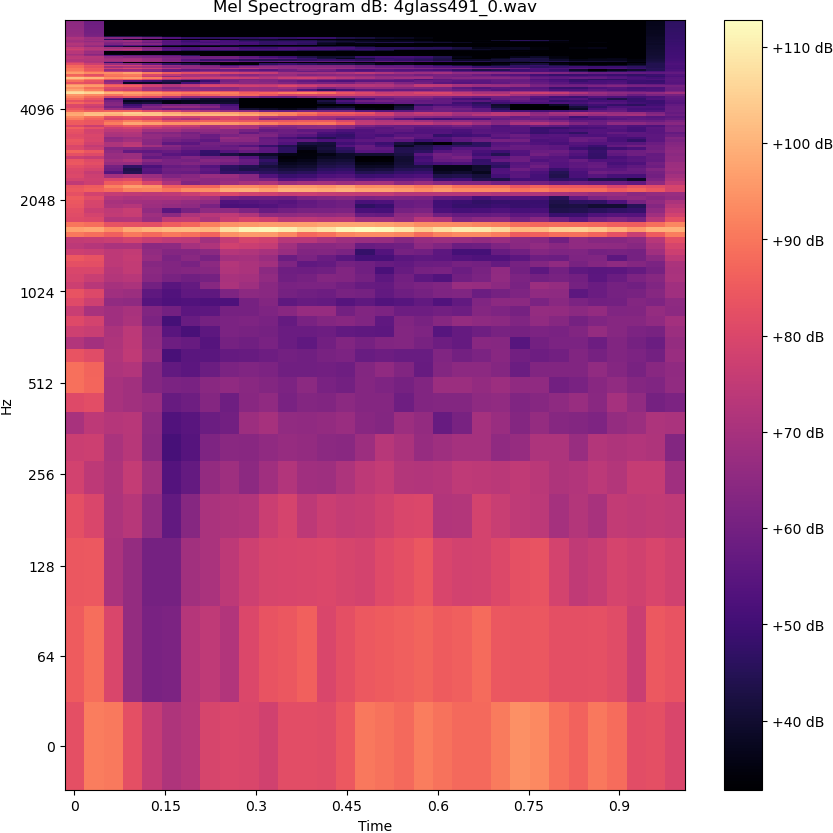 Mel Spectrogram dB: 4glass491_0.wav
+110 dB
4096
+100 dB
2048
+90 dB
1024
+80 dB
512
Hz
+70 dB
256
+60 dB
128
+50 dB
64
+40 dB
0
0 0.15 0.3 0.45 0.6 0.75 0.9
Time